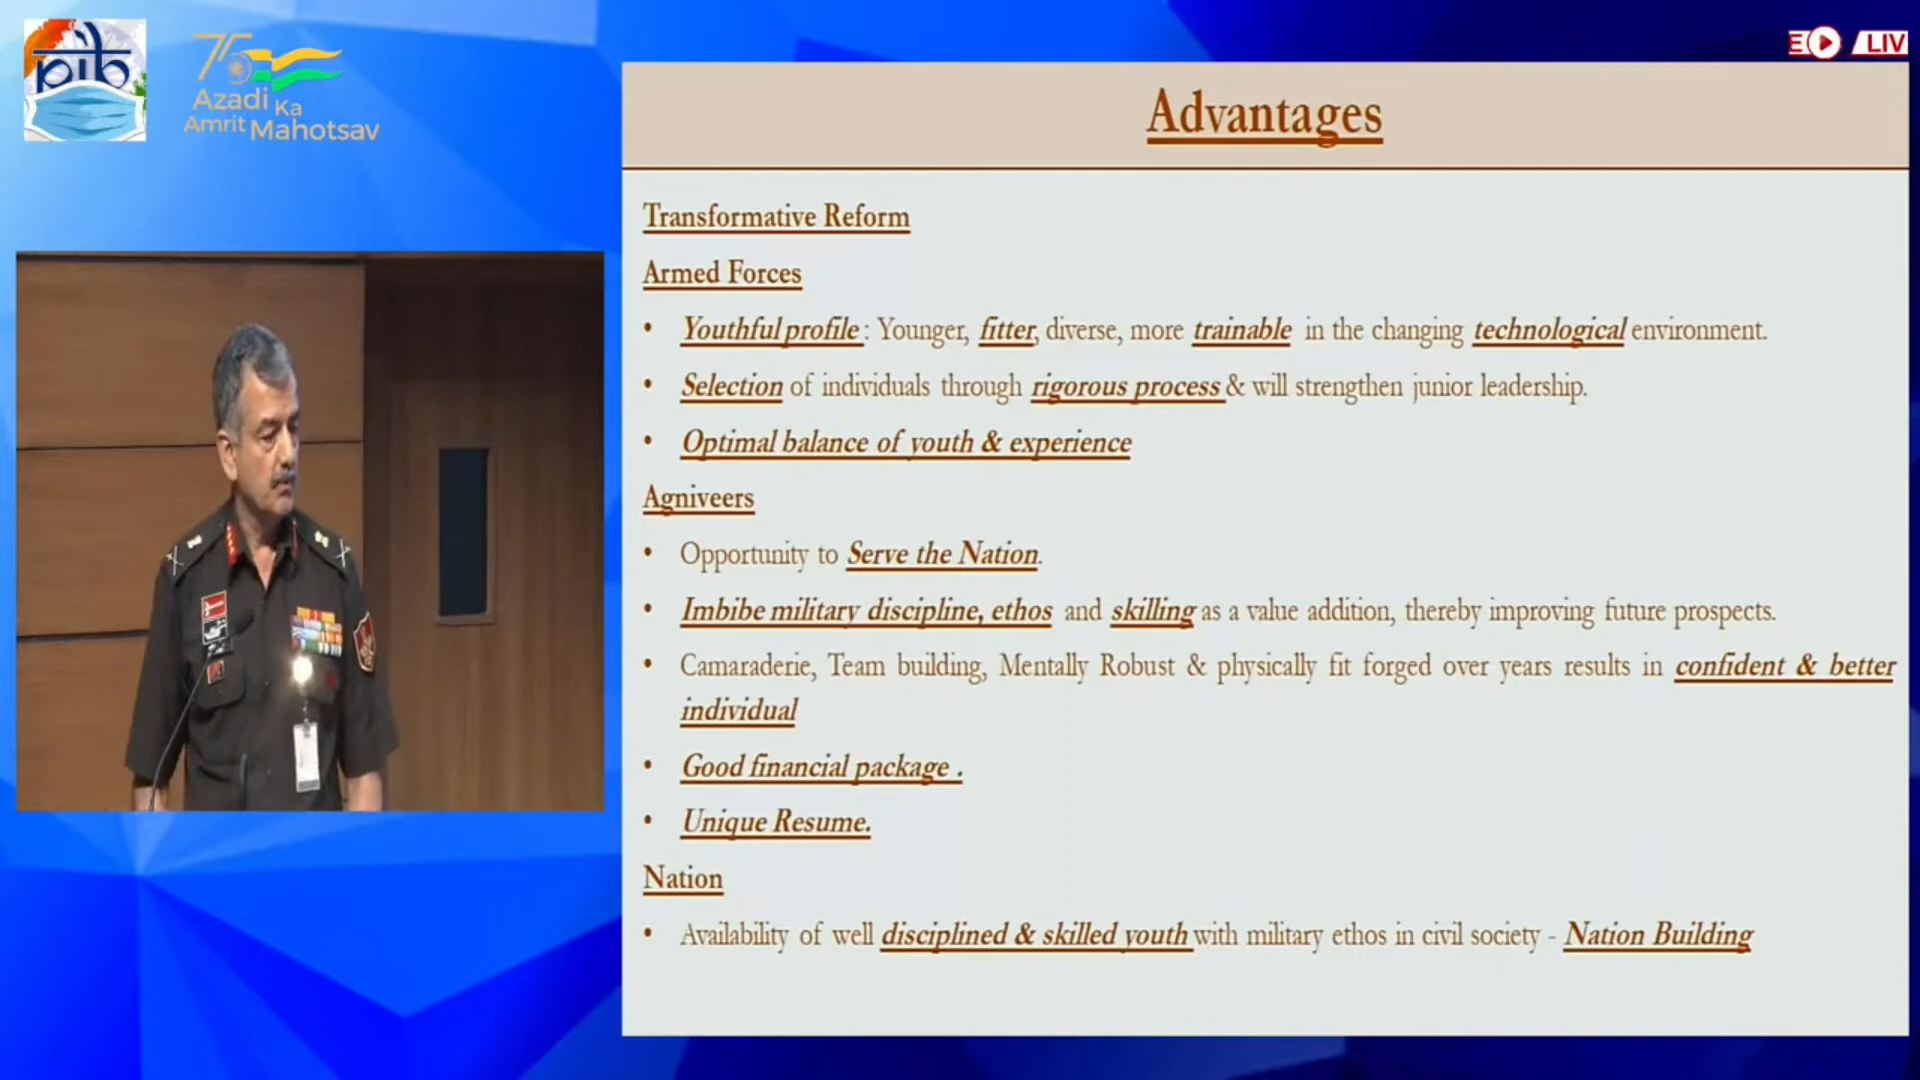 pib
75
Azadi Ka
Amrit Mahotsav
LIV
Advantages
Transformative Reform
Armed Forces
• Youthful profile : Younger, fitter, diverse, more trainable in the changing technological environment.
• Selection of individuals through rigorous process & will strengthen junior leadership.
• Optimal balance of youth & experience
Agniveers
• Opportunity to Serve the Nation.
• Imbibe military discipline, ethos and skilling as a value addition, thereby improving future prospects.
• Camaraderie, Team building, Mentally Robust & physically fit forged over years results in confident & better
individual
• Good financial package .
• Unique Resume.
Nation
• Availability of well disciplined & skilled youth with military ethos in civil society - Nation Building